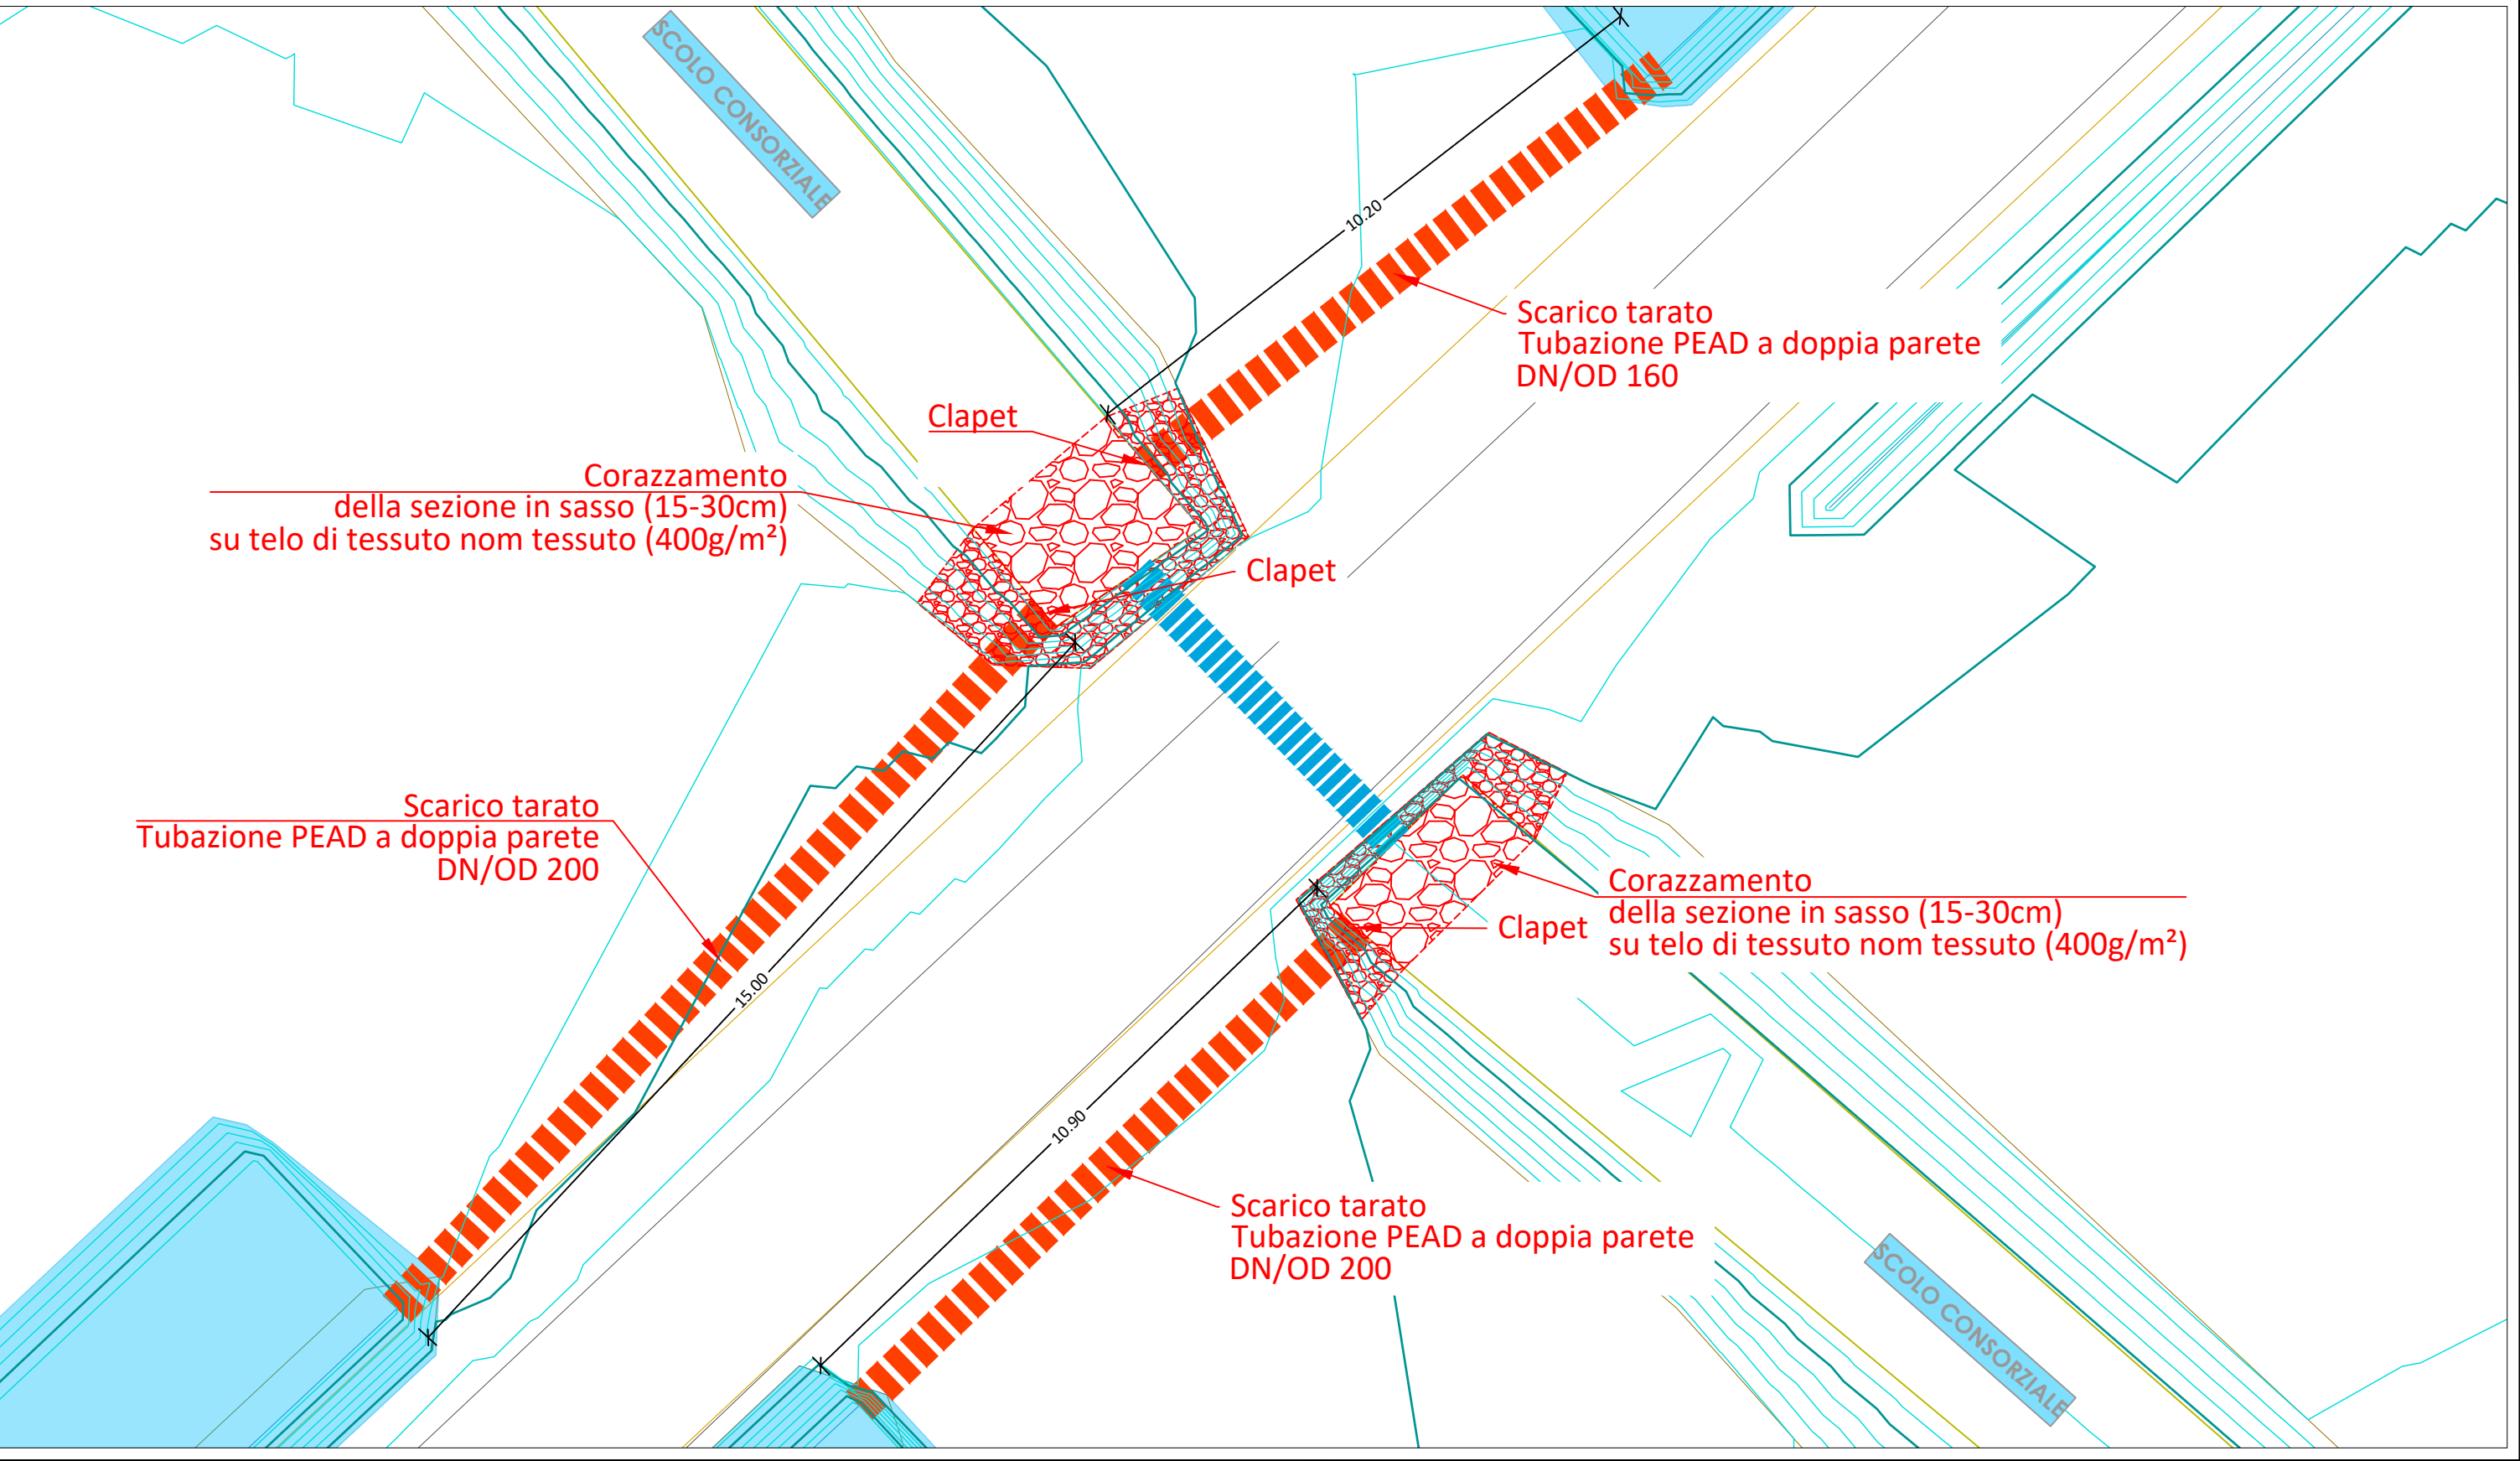 SCOLO CONSORZIALE
10.20
Scarico tarato
Tubazione PEAD a doppia parete
DN/OD 160
Clapet
Corazzamento
della sezione in sasso (15-30cm)
su telo di tessuto nom tessuto (400g/m²)
Clapet
Scarico tarato
Tubazione PEAD a doppia parete
DN/OD 200
15.00
Corazzamento
della sezione in sasso (15-30cm)
su telo di tessuto nom tessuto (400g/m²)
Clapet
10.90
Scarico tarato
Tubazione PEAD a doppia parete
DN/OD 200
SCOLO CONSORZIALE